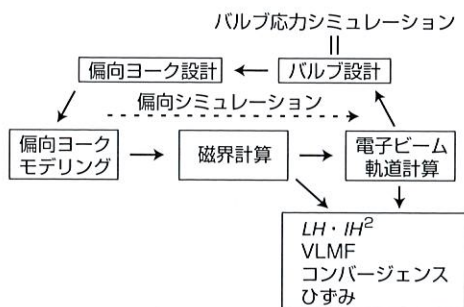 バルブ応力シミュレーション
||
偏向ヨーク設計
バルブ設計
偏向シミュレーション
偏向ヨーク
モデリング
磁界計算
電子ビーム
軌道計算
LH・IH²
VLMF
コンバージェンス
ひずみ